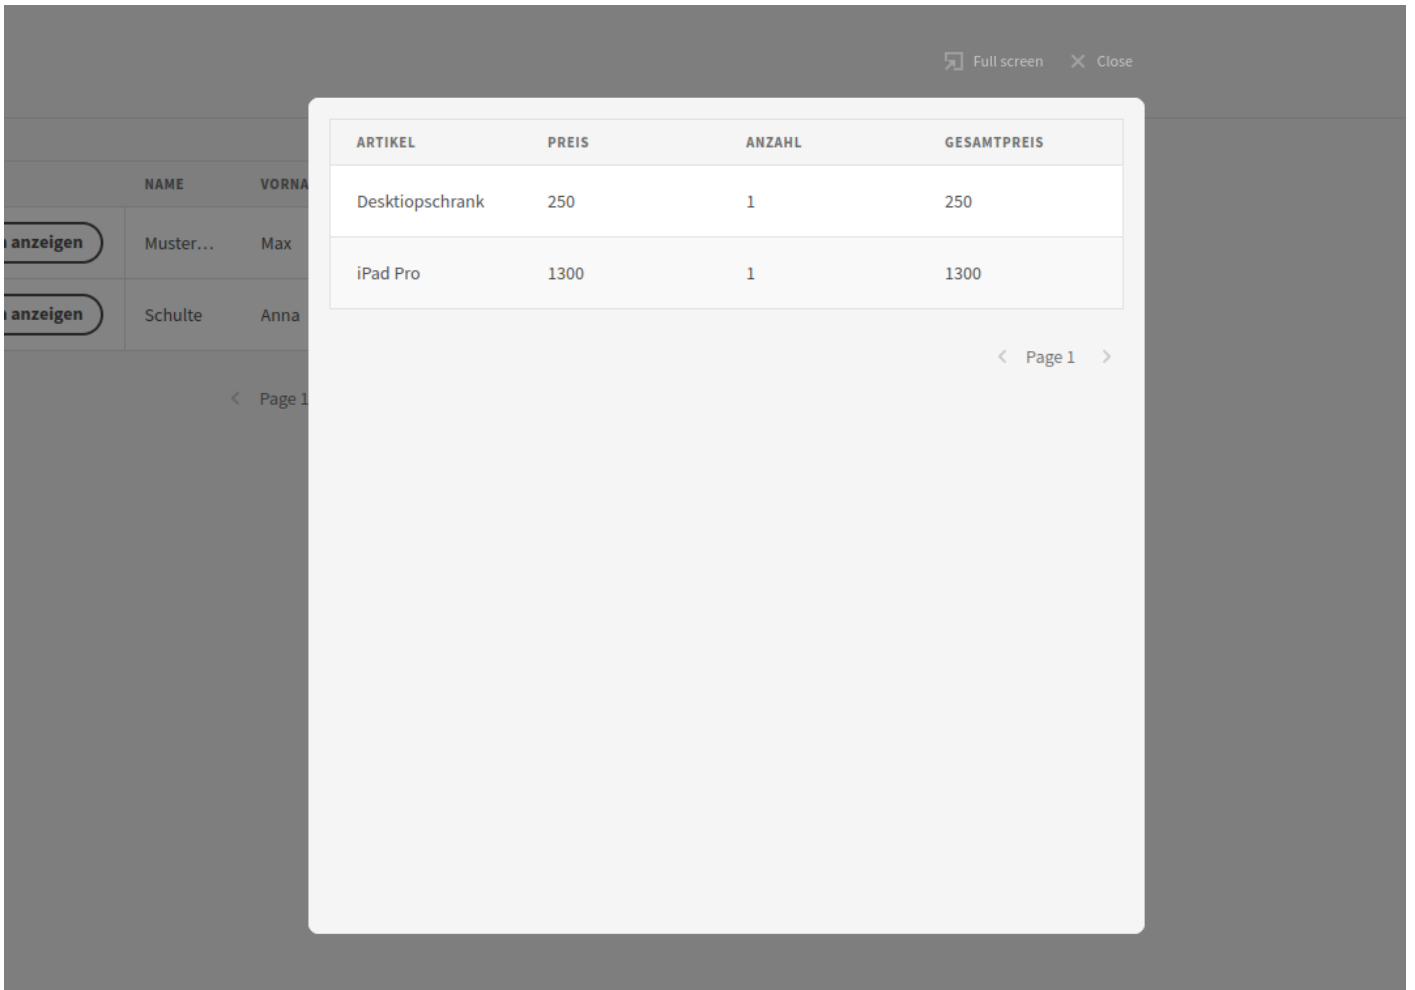 Full screen Close
ARTIKEL PREIS ANZAHL GESAMTPREIS
NAME VORNA
Desktiopschrank 250 1 250
anzeigen Muster… Max
iPad Pro 1300 1 1300
anzeigen Schulte Anna
Page 1
Page 1